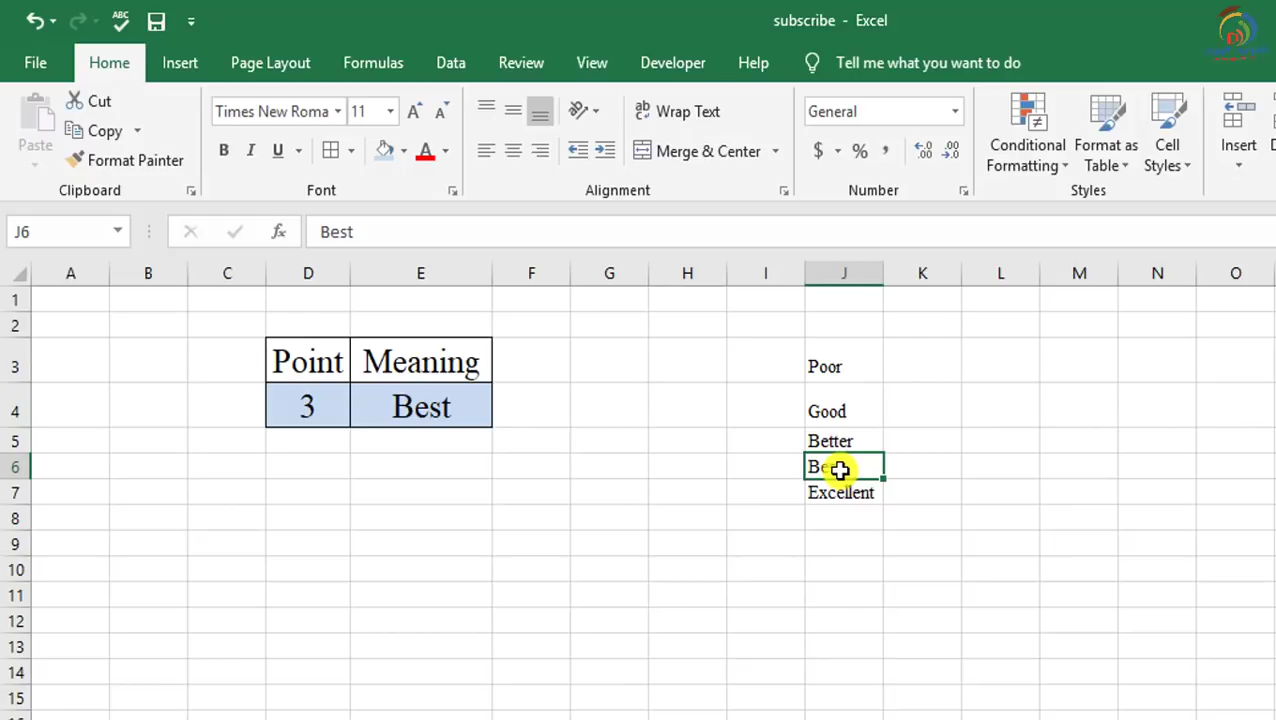 ABC
subscribe - Excel
File Home Insert Page Layout Formulas Data Review View Developer Help Tell me what you want to do
Paste
Cut
Copy
Format Painter
Clipboard
Times New Roma 11
B I U A
Font
ab Wrap Text
Merge & Center
Alignment
General
$ % ,
Number
Conditional Formatting
Format as Table
Cell Styles
Styles
Insert
J6 fx Best
A B C D E F G H I J K L M N O
1
2
3 Point Meaning Poor
4 3 Best Good
5 Better
6
7 Excellent
8
9
10
11
12
13
14
15